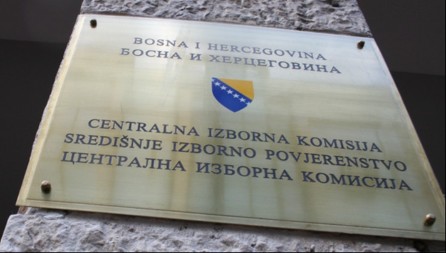 BOSNA I HERCEGOVINA
БОСНА И ХЕРЦЕГОВИНА
CENTRALNA IZBORNA KOMISIJA
SREDIŠNJE IZBORNO POVJERENSTVO
ЦЕНТРАЛНА ИЗБОРНА КОМИСИЈА